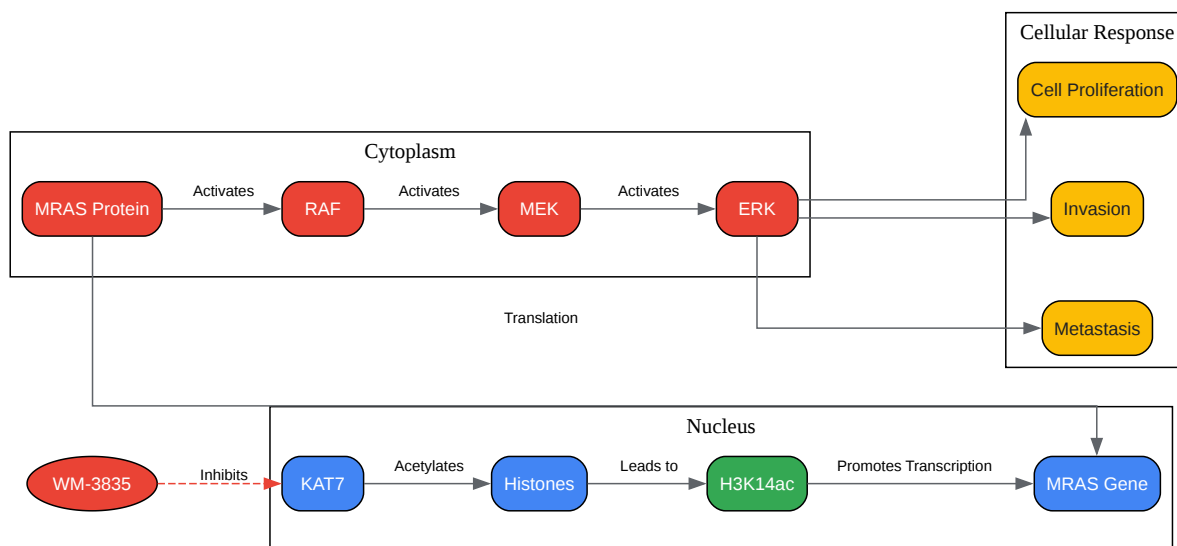 Cellular Response
Cell Proliferation
Cytoplasm
MRAS Protein
Activates
RAF
Activates
MEK
Activates
ERK
Invasion
Translation
Metastasis
Nucleus
WM-3835
Inhibits
KAT7
Acetylates
Histones
Leads to
H3K14ac
Promotes Transcription
MRAS Gene